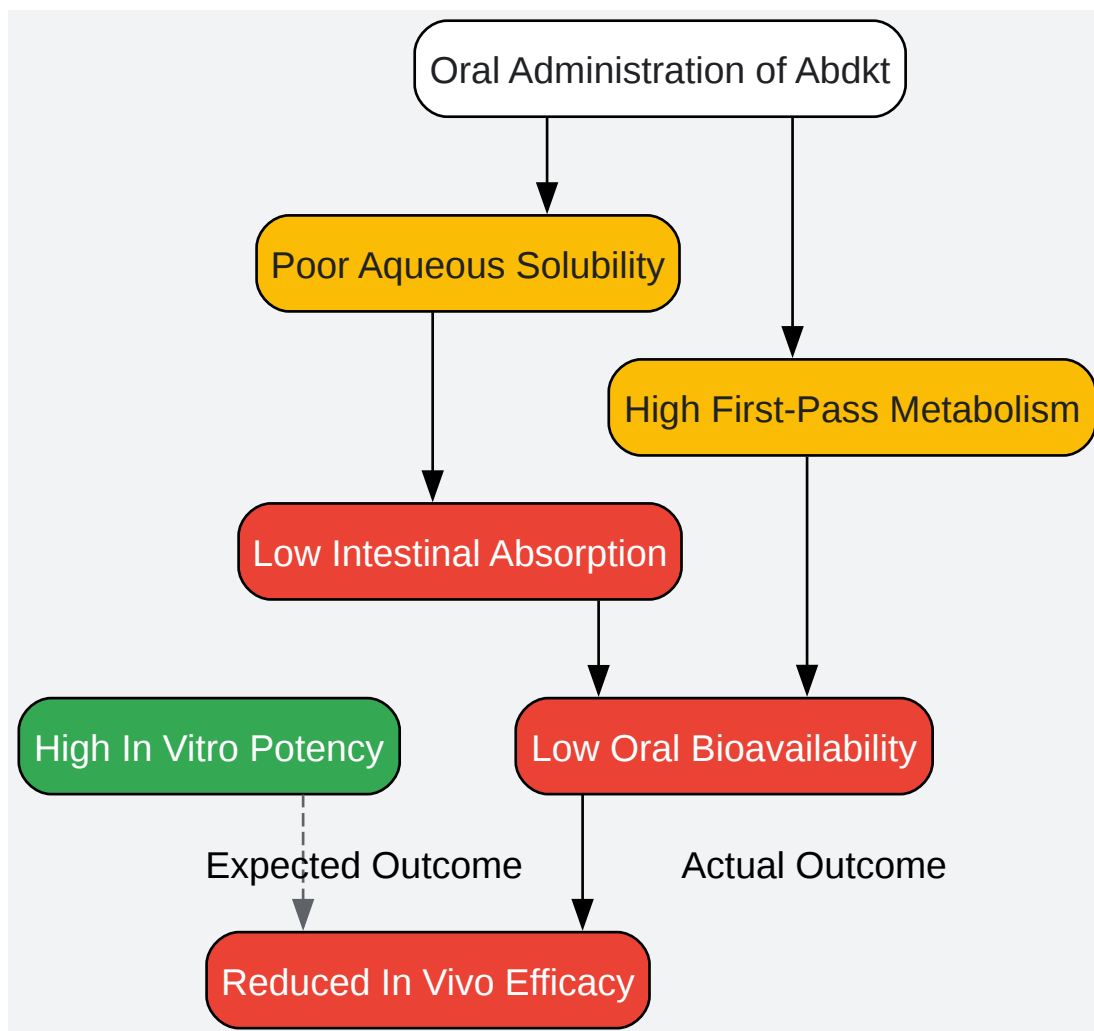 Oral Administration of Abdkt
Poor Aqueous Solubility
High First-Pass Metabolism
Low Intestinal Absorption
High In Vitro Potency
Low Oral Bioavailability
Expected Outcome
Actual Outcome
Reduced In Vivo Efficacy